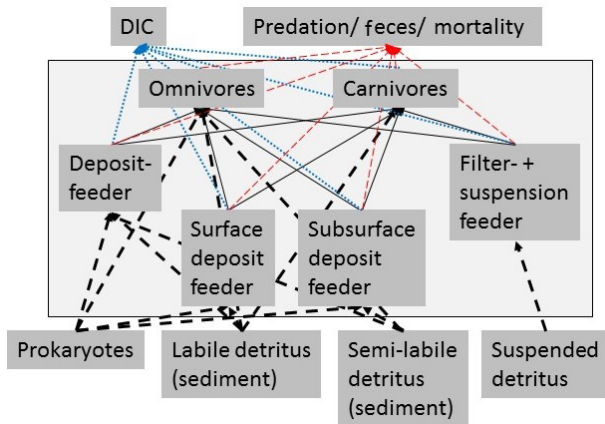 DIC
Predation/ feces/ mortality
Omnivores
Carnivores
Deposit-
feeder
Filter- +
suspension
feeder
Surface
deposit
feeder
Subsurface
deposit
feeder
Prokaryotes
Labile detritus
(sediment)
Semi-labile
detritus
(sediment)
Suspended
detritus